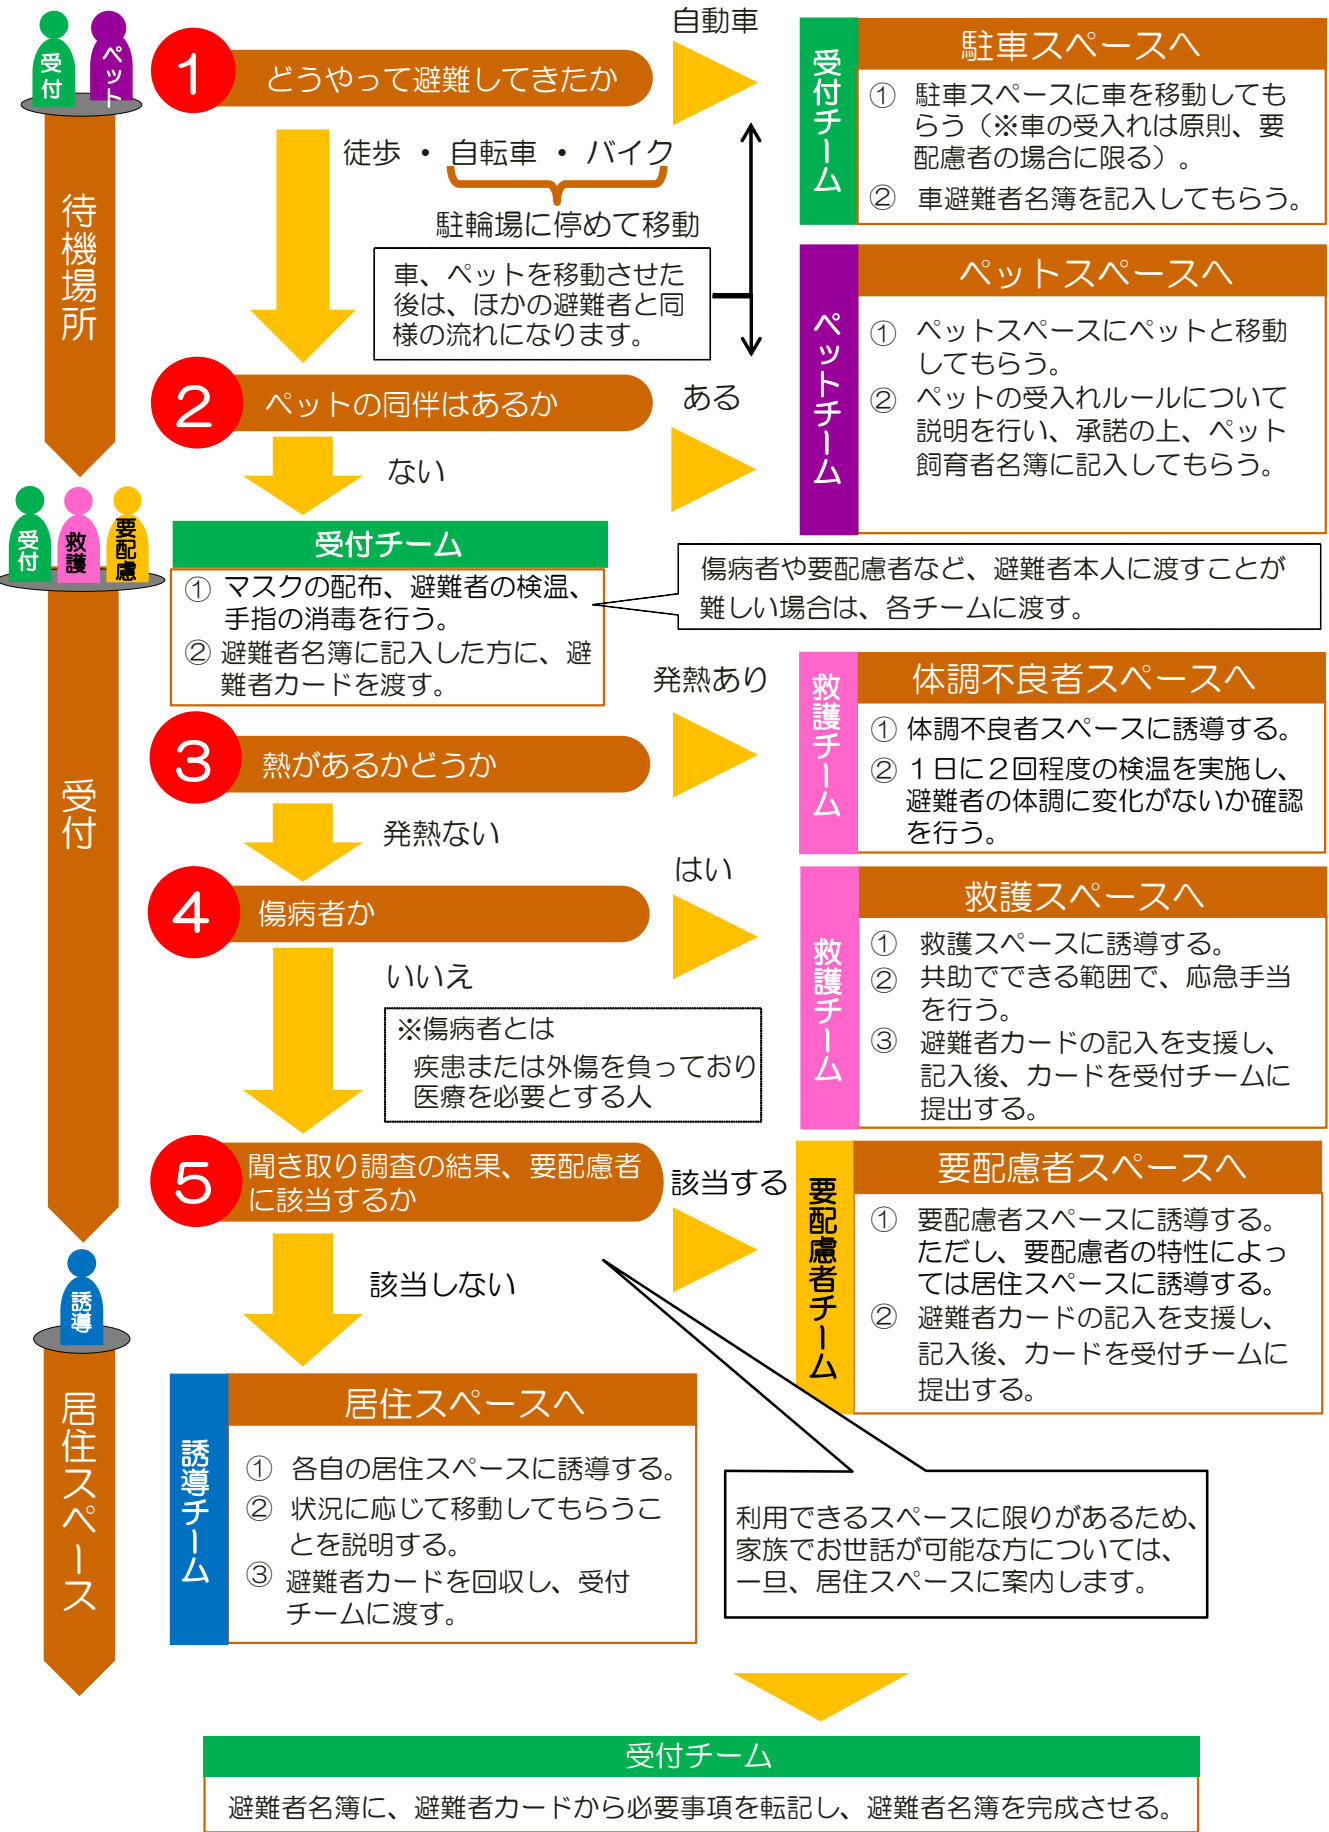 受付
ペット
待機場所
1
どうやって避難してきたか
自動車
徒歩 ・ 自転車 ・ バイク
駐輪場に停めて移動
車、ペットを移動させた
後は、ほかの避難者と同
様の流れになります。
受付チーム
駐車スペースへ
① 駐車スペースに車を移動しても
らう(※車の受入れは原則、要
配慮者の場合に限る)。
② 車避難者名簿を記入してもらう。
2
ペットの同伴はあるか
ある
ない
ペットチーム
ペットスペースへ
① ペットスペースにペットと移動
してもらう。
② ペットの受入れルールについて
説明を行い、承諾の上、ペット
飼育者名簿に記入してもらう。
受付
救護
要配慮
受付
受付チーム
① マスクの配布、避難者の検温、
手指の消毒を行う。
② 避難者名簿に記入した方に、避
難者カードを渡す。
傷病者や要配慮者など、避難者本人に渡すことが
難しい場合は、各チームに渡す。
3
熱があるかどうか
発熱あり
発熱ない
救護チーム
体調不良者スペースへ
① 体調不良者スペースに誘導する。
② 1日に2回程度の検温を実施し、
避難者の体調に変化がないか確認
を行う。
4
傷病者か
はい
いいえ
※傷病者とは
疾患または外傷を負っており
医療を必要とする人
救護チーム
救護スペースへ
① 救護スペースに誘導する。
② 共助でできる範囲で、応急手当
を行う。
③ 避難者カードの記入を支援し、
記入後、カードを受付チームに
提出する。
5
聞き取り調査の結果、要配慮者
に該当するか
該当する
該当しない
要配慮者チーム
要配慮者スペースへ
① 要配慮者スペースに誘導する。
ただし、要配慮者の特性によっ
ては居住スペースに誘導する。
② 避難者カードの記入を支援し、
記入後、カードを受付チームに
提出する。
誘導
居住スペース
誘導チーム
居住スペースへ
① 各自の居住スペースに誘導する。
② 状況に応じて移動してもらうこ
とを説明する。
③ 避難者カードを回収し、受付
チームに渡す。
利用できるスペースに限りがあるため、
家族でお世話が可能な方については、
一旦、居住スペースに案内します。
受付チーム
避難者名簿に、避難者カードから必要事項を転記し、避難者名簿を完成させる。